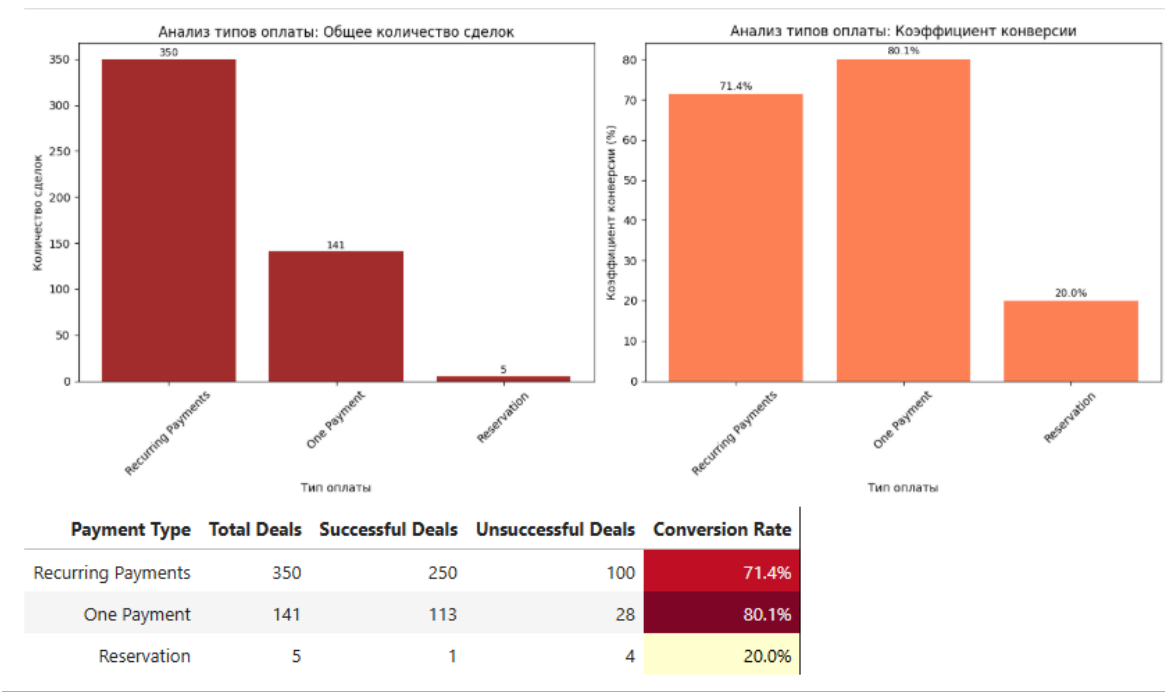 Анализ типов оплаты: Общее количество сделок
350
141
5
350
300
250
200
150
100
50
0
Количество сделок
Recurring Payments
One Payment
Reservation
Тип оплаты
Анализ типов оплаты: Коэффициент конверсии
71.4%
80.1%
20.0%
80
70
60
50
40
30
20
10
0
Коэффициент конверсии (%)
Recurring Payments
One Payment
Reservation
Тип оплаты
Payment Type Total Deals Successful Deals Unsuccessful Deals Conversion Rate
Recurring Payments 350 250 100 71.4%
One Payment 141 113 28 80.1%
Reservation 5 1 4 20.0%